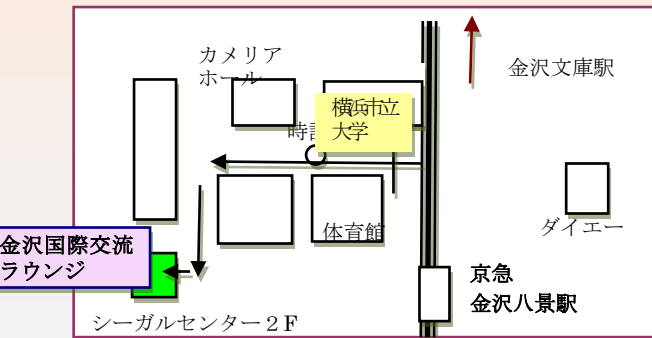 カメリア
ホール
金沢文庫駅
横浜市立
大学
時
体育館
ダイエー
金沢国際交流
ラウンジ
京急
金沢八景駅
シーガルセンター２F